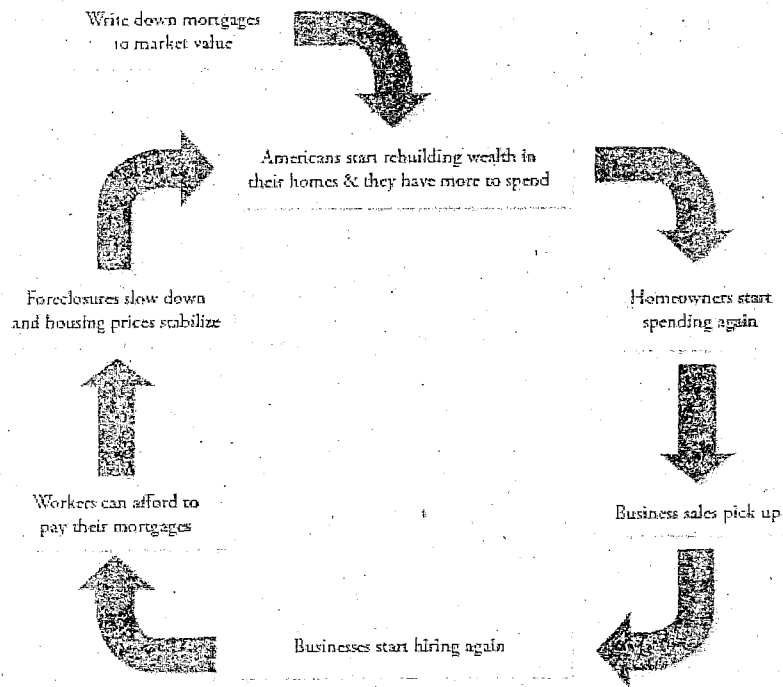 Write down mortgages
to market value
Americans start rebuilding wealth in
their homes & they have more to spend
Homeowners start
spending again
Business sales pick up
Businesses start hiring again
Workers can afford to
pay their mortgages
Foreclosures slow down
and housing prices stabilize